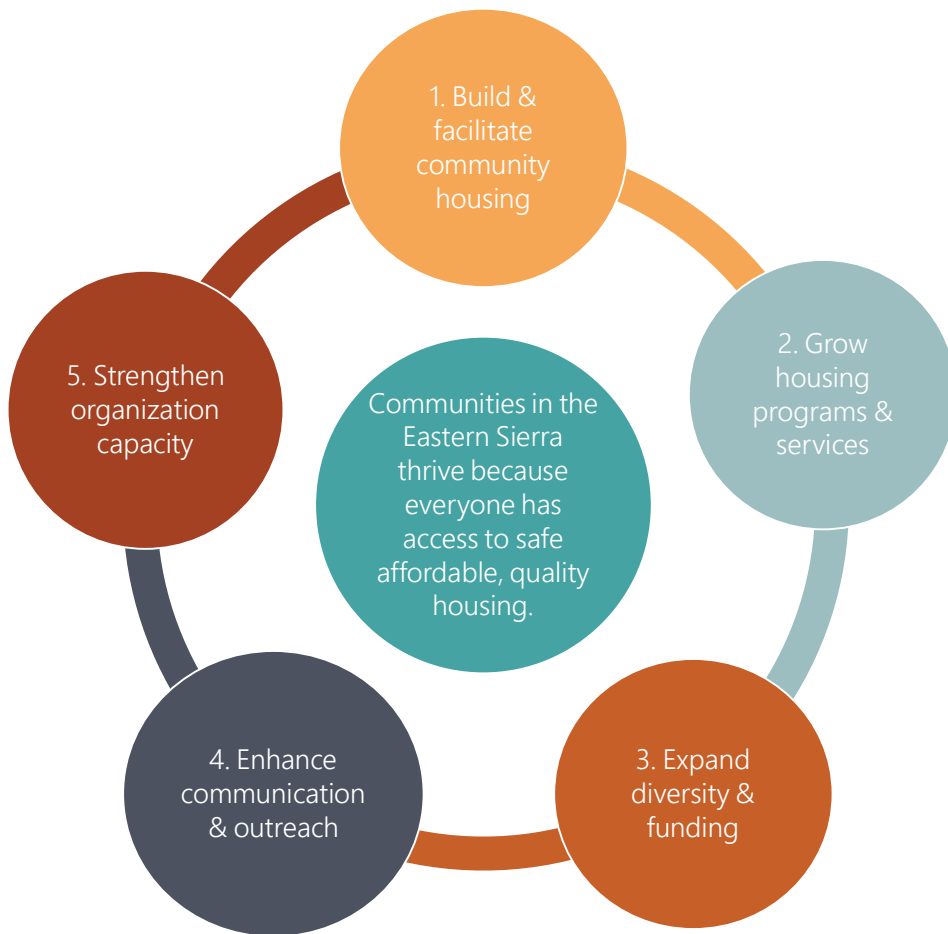 1. Build &
facilitate
community
housing
2. Grow
housing
programs &
services
3. Expand
diversity &
funding
4. Enhance
communication
& outreach
5. Strengthen
organization
capacity
Communities in the
Eastern Sierra
thrive because
everyone has
access to safe
affordable, quality
housing.